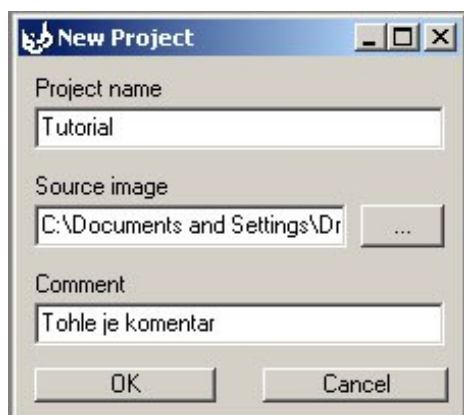 New Project
Project name
Tutorial
Source image
C:\Documents and Settings\Dr
...
Comment
Tohle je komentar
OK Cancel